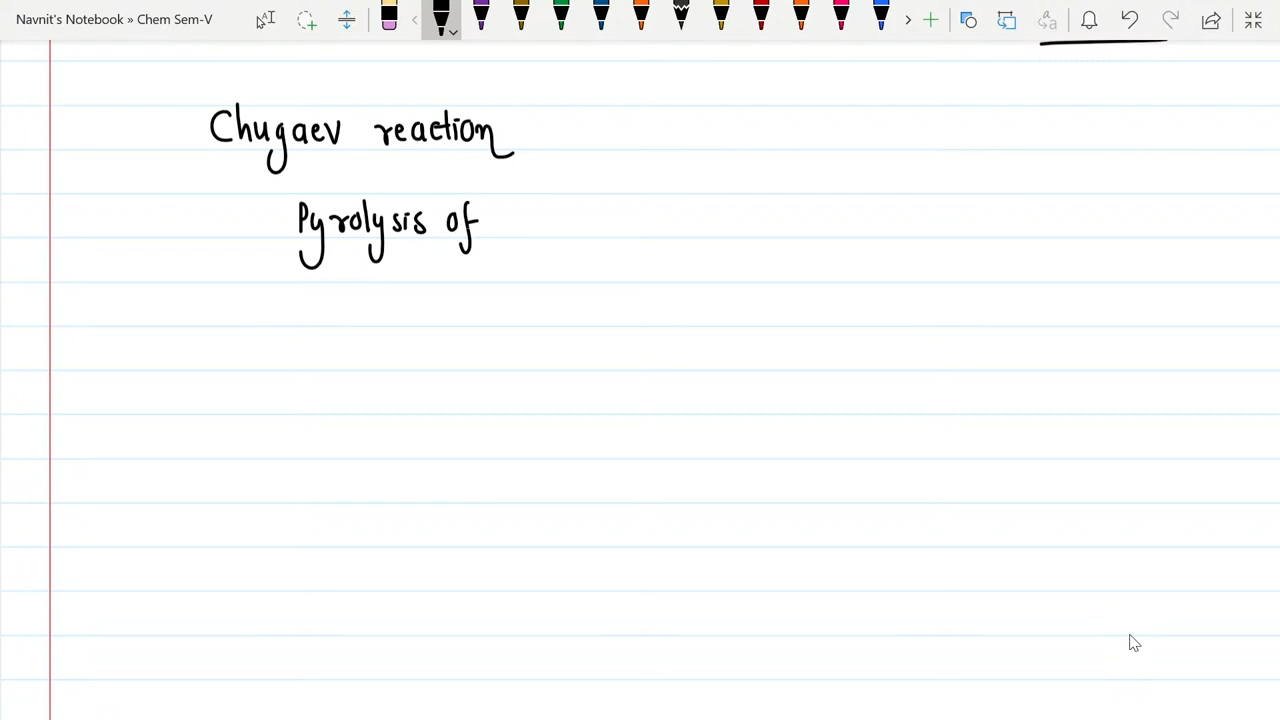 Navnit's Notebook » Chem Sem-V
Chugaev reaction
Pyrolysis of